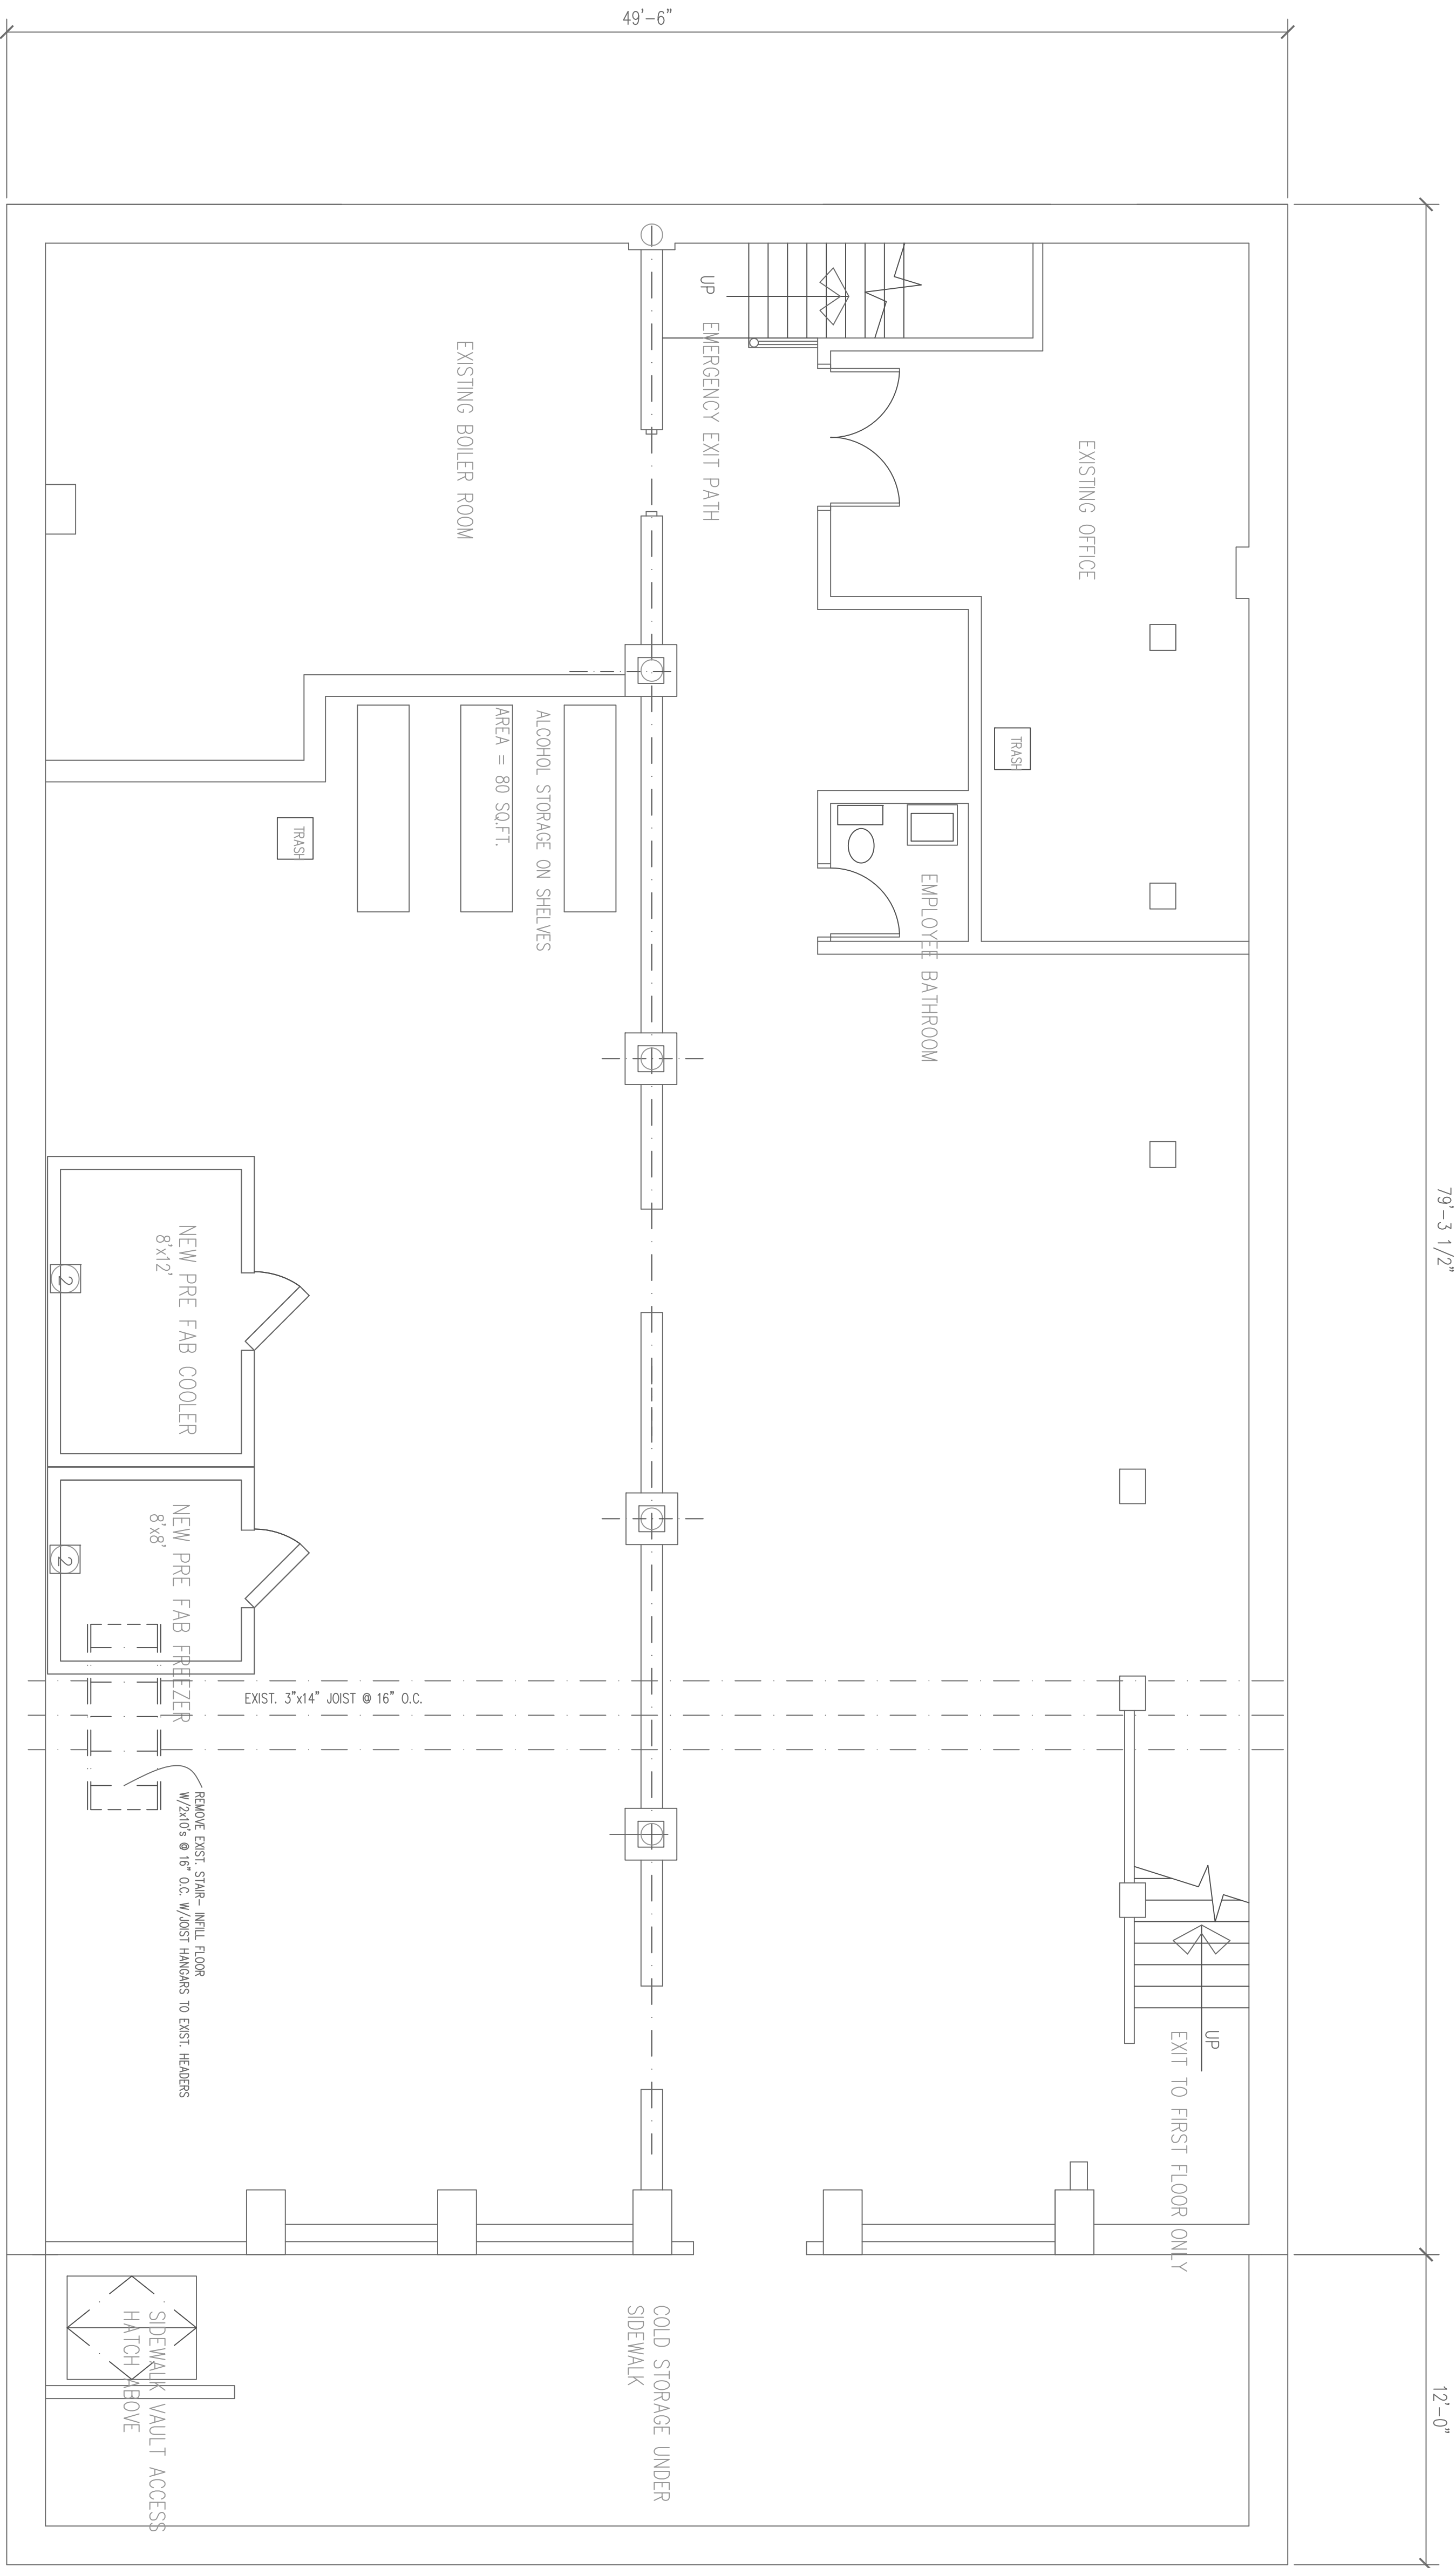 49'-6"
79'-3 1/2"
12'-0"
UP
EMERGENCY EXIT PATH
EXISTING BOILER ROOM
EXISTING OFFICE
TRASH
ALCOHOL STORAGE ON SHELVES
AREA = 80 SQ.FT.
TRASH
EMPLOYEE BATHROOM
NEW PRE FAB COOLER
8'x12'
2
NEW PRE FAB FREEZER
8'x8'
2
EXIST. 3"x14" JOIST @ 16" O.C.
REMOVE EXIST. STAIR- INFILL FLOOR
W/2x10's @ 16" O.C. W/JOIST HANGARS TO EXIST. HEADERS
UP
EXIT TO FIRST FLOOR ONLY
COLD STORAGE UNDER
SIDEWALK
SIDEWALK VAULT ACCESS
HATCH ABOVE